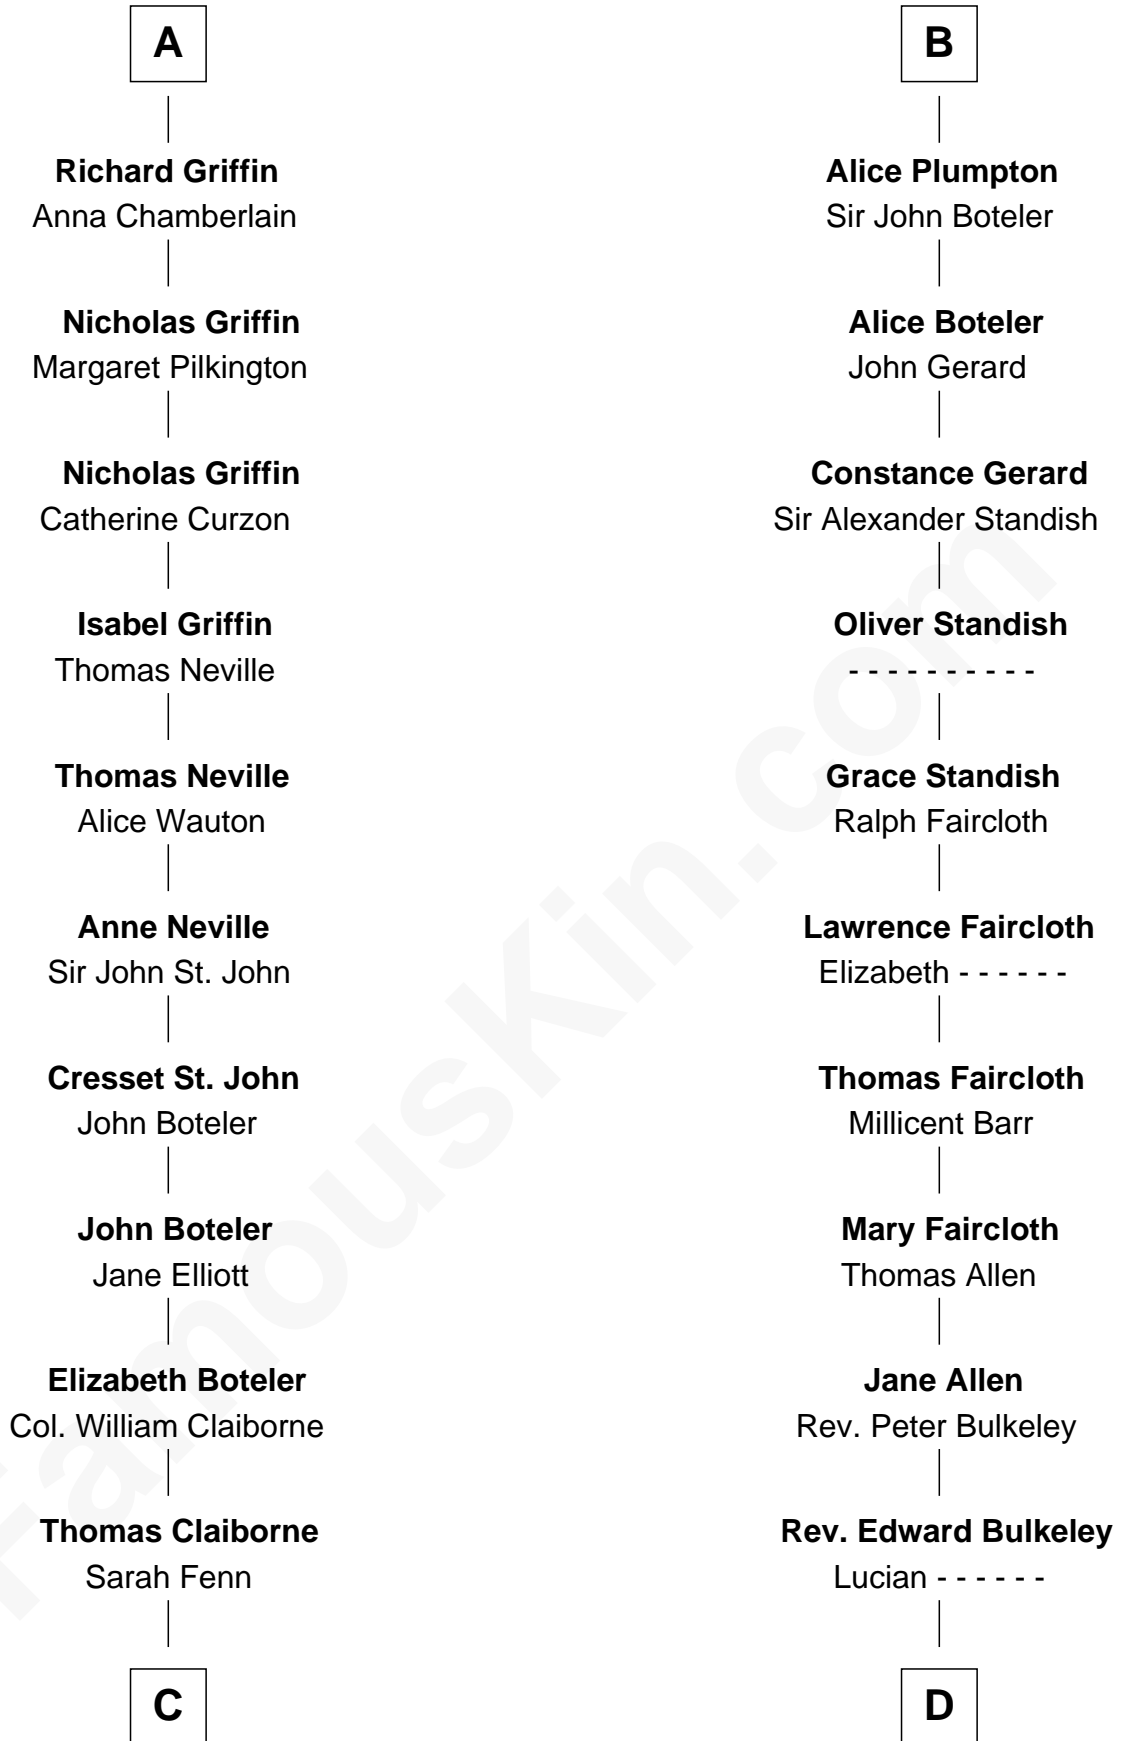 A
Richard Griffin
Anna Chamberlain
Nicholas Griffin
Margaret Pilkington
Nicholas Griffin
Catherine Curzon
Isabel Griffin
Thomas Neville
Thomas Neville
Alice Wauton
Anne Neville
Sir John St. John
Cresset St. John
John Boteler
John Boteler
Jane Elliott
Elizabeth Boteler
Col. William Claiborne
Thomas Claiborne
Sarah Fenn
C
B
Alice Plumpton
Sir John Boteler
Alice Boteler
John Gerard
Constance Gerard
Sir Alexander Standish
Oliver Standish
- - - - - - - - - -
Grace Standish
Ralph Faircloth
Lawrence Faircloth
Elizabeth - - - - - -
Thomas Faircloth
Millicent Barr
Mary Faircloth
Thomas Allen
Jane Allen
Rev. Peter Bulkeley
Rev. Edward Bulkeley
Lucian - - - - - -
D
FamousKin.com